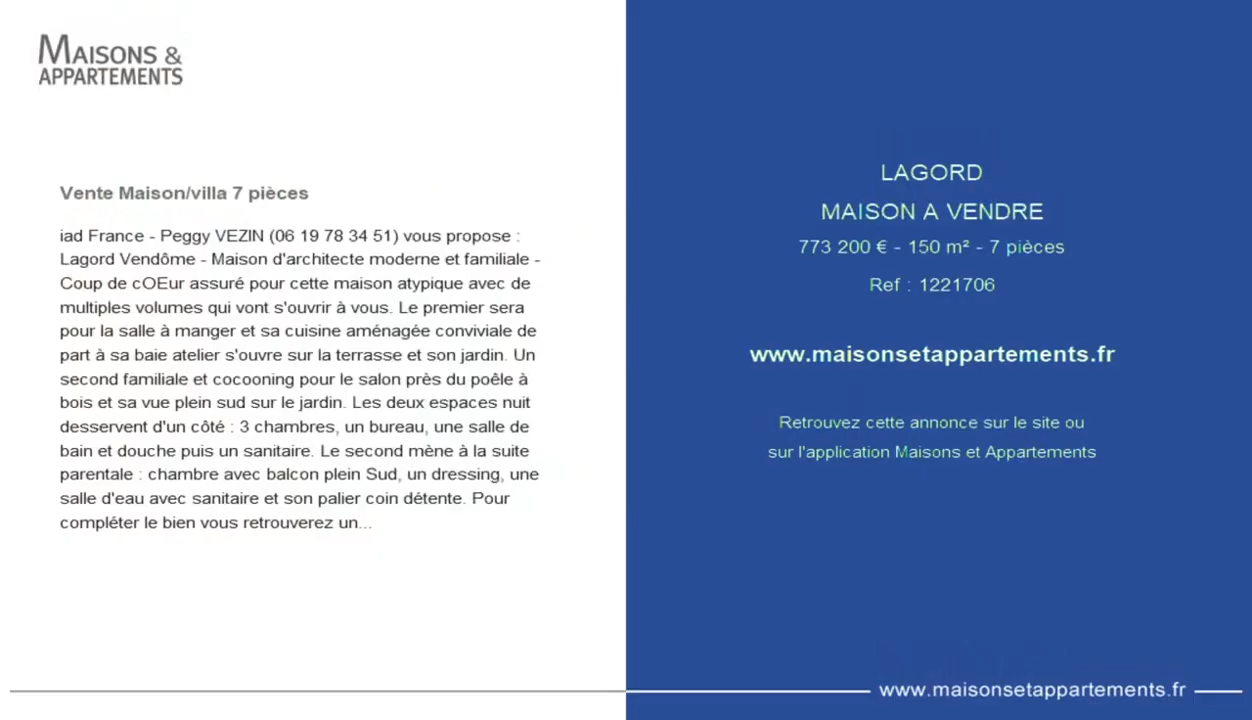 MAISONS &
APPARTEMENTS
Vente Maison/villa 7 pièces
iad France - Peggy VEZIN (06 19 78 34 51) vous propose :
Lagord Vendôme - Maison d'architecte moderne et familiale -
Coup de cOEur assuré pour cette maison atypique avec de
multiples volumes qui vont s'ouvrir à vous. Le premier sera
pour la salle à manger et sa cuisine aménagée conviviale de
part à sa baie atelier s'ouvre sur la terrasse et son jardin. Un
second familiale et cocooning pour le salon près du poêle à
bois et sa vue plein sud sur le jardin. Les deux espaces nuit
desservent d'un côté : 3 chambres, un bureau, une salle de
bain et douche puis un sanitaire. Le second mène à la suite
parentale : chambre avec balcon plein Sud, un dressing, une
salle d'eau avec sanitaire et son palier coin détente. Pour
compléter le bien vous retrouverez un...
LAGORD
MAISON A VENDRE
773 200 € - 150 m² - 7 pièces
Ref : 1221706
www.maisonsetappartements.fr
Retrouvez cette annonce sur le site ou
sur l'application Maisons et Appartements
www.maisonsetappartements.fr